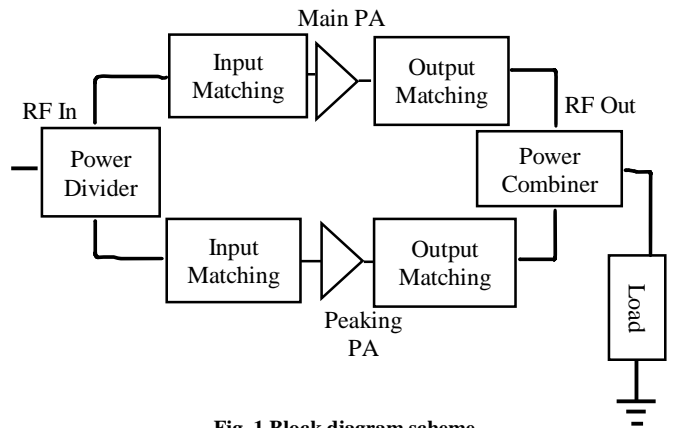 Main PA
Input
Matching
Output
Matching
RF In
RF Out
Power
Divider
Power
Combiner
Input
Matching
Output
Matching
Peaking
PA
Load
Fig. 1 Block diagram scheme